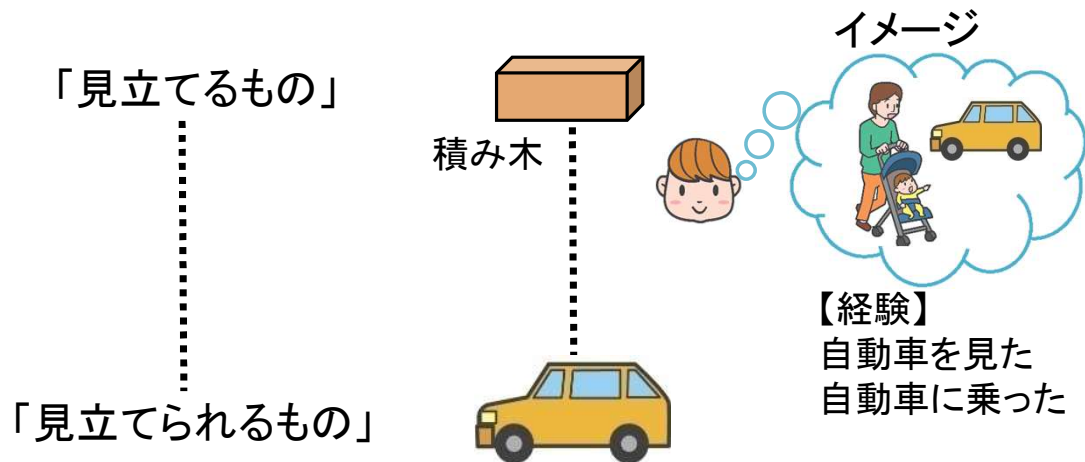 イメージ
「見立てるもの」
積み木
【経験】
自動車を見た
自動車に乗った
「見立てられるもの」